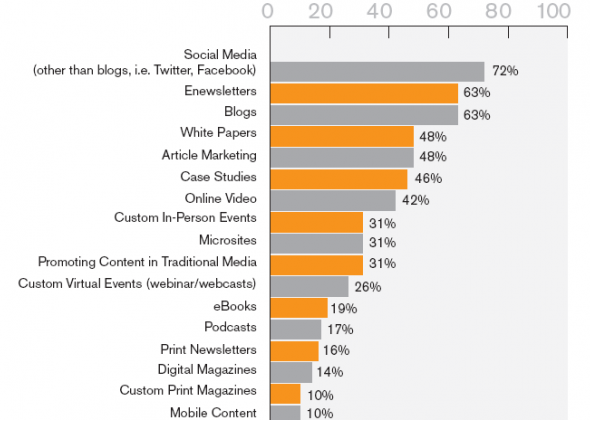 0 20 40 60 80 100
Social Media
(other than blogs, i.e. Twitter, Facebook) 72%
Enewsletters 63%
Blogs 63%
White Papers 48%
Article Marketing 48%
Case Studies 46%
Online Video 42%
Custom In-Person Events 31%
Microsites 31%
Promoting Content in Traditional Media 31%
Custom Virtual Events (webinar/webcasts) 26%
eBooks 19%
Podcasts 17%
Print Newsletters 16%
Digital Magazines 14%
Custom Print Magazines 10%
Mobile Content 10%